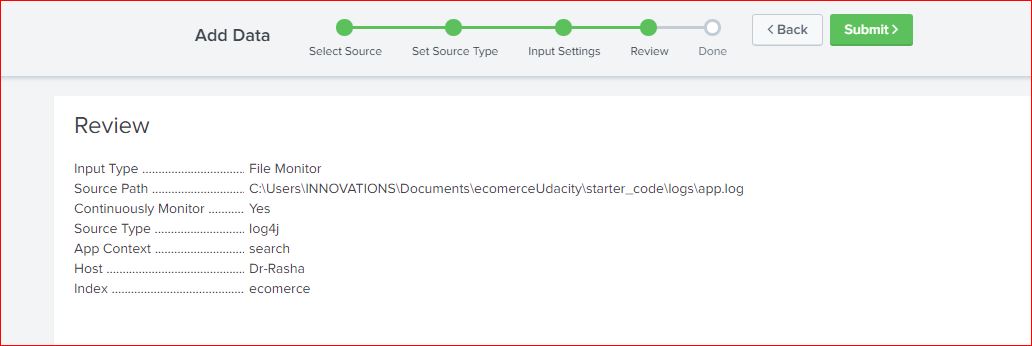 Add Data
Select Source
Set Source Type
Input Settings
Review
Done
< Back
Submit >
Review
Input Type ............................. File Monitor
Source Path .......................... C:\Users\INNOVATIONS\Documents\ecomerceUdacity\starter_code\logs\app.log
Continuously Monitor .......... Yes
Source Type ......................... log4j
App Context ......................... search
Host ....................................... Dr-Rasha
Index ..................................... ecomerce